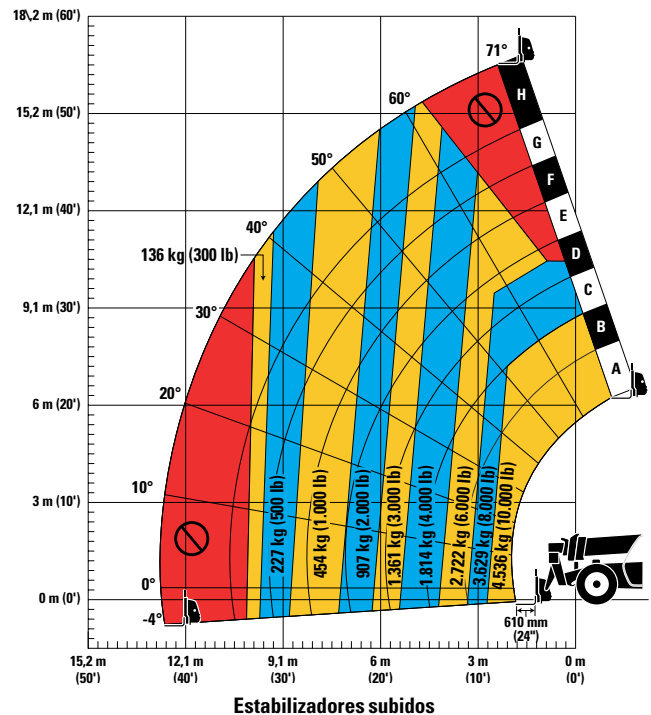 18,2 m (60')
15,2 m (50')
12,1 m (40')
9,1 m (30')
6 m (20')
3 m (10')
0 m (0')
71°
60°
50°
40°
30°
20°
10°
0°
-4°
H
G
F
E
D
C
B
A
136 kg (300 lb)
227 kg (500 lb)
454 kg (1.000 lb)
907 kg (2.000 lb)
1.361 kg (3.000 lb)
1.814 kg (4.000 lb)
2.722 kg (6.000 lb)
3.629 kg (8.000 lb)
4.536 kg (10.000 lb)
610 mm
(24")
15,2 m 12,1 m 9,1 m 6 m 3 m 0 m
(50') (40') (30') (20') (10') (0')
Estabilizadores subidos